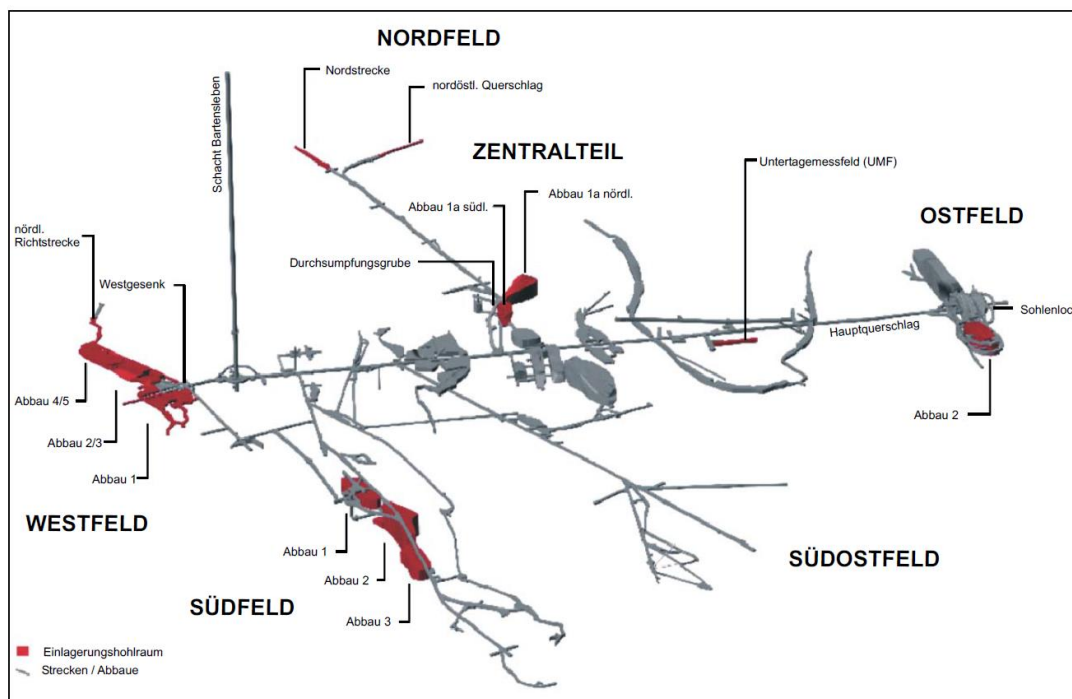 NORDFELD
Nordstrecke
nordöstl. Querschlag
Schacht Bartensleben
ZENTRALTEIL
Untertagemessfeld (UMF)
Abbau 1a nördl.
Abbau 1a südl.
OSTFELD
nördl.
Richtstrecke
Westgesenk
Durchsumpfungsgrube
Sohlenloc
Hauptquerschlag
Abbau 4/5
Abbau 2
Abbau 2/3
Abbau 1
WESTFELD
Abbau 1
Abbau 2
Abbau 3
SÜDFELD
SÜDOSTFELD
Einlagerungshohlraum
Strecken / Abbaue